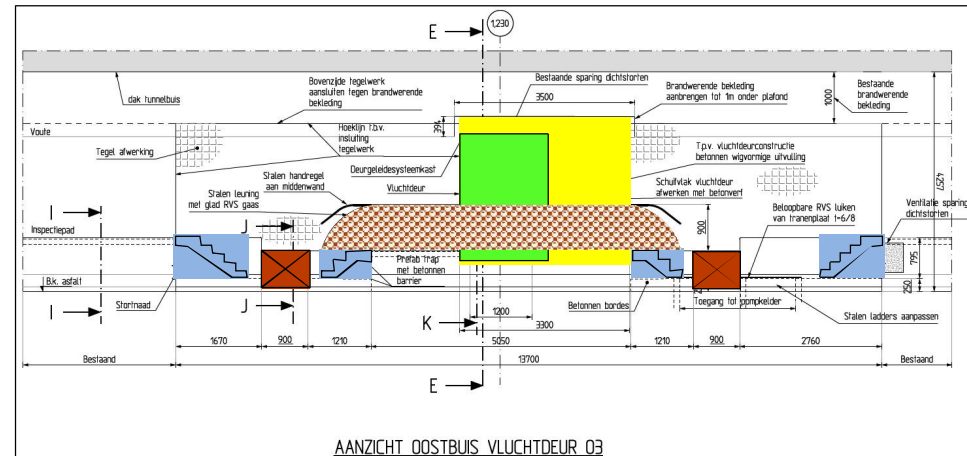 E
1,230
Bovenzijde tegelwerk
aansluiten tegen brandwerende
bekleding
Bestaande sparing dichtstorten
3500
Brandwerende bekleding
aanbrengen tot 1m onder plafond
1000
Bestaande
brandwerende
bekleding
dak tunnelbuis
Voute
394
Hoeklijn t.b.v.
insluiting
tegelwerk
Tegel afwerking
Deurgeleidesysteemkast
T.p.v. vluchtdeurconstructie
betonnen wigvormige uitvulling
Vluchtdeur
Stalen handregel
aan middenwand
Schuifvlak vluchtdeur
afwerken met betonverf
4257*
Stalen leuning
met glad RVS gaas
Beloopbare RVS luiken
van tranenplaat t=6/8
Ventilatie sparing
dichtstorten
I
J
900
Inspectiepad
795
Prefab trap
met betonnen
barrier
B.k. asfalt
250
I
J
Stortnaad
K
1200
3300
Betonnen bordes
Toegang tot pompkelder
Stalen ladders aanpassen
1670
900
1210
5050
1210
900
2760
Bestaand
13700
Bestaand
E
AANZICHT OOSTBUIS VLUCHTDEUR 03